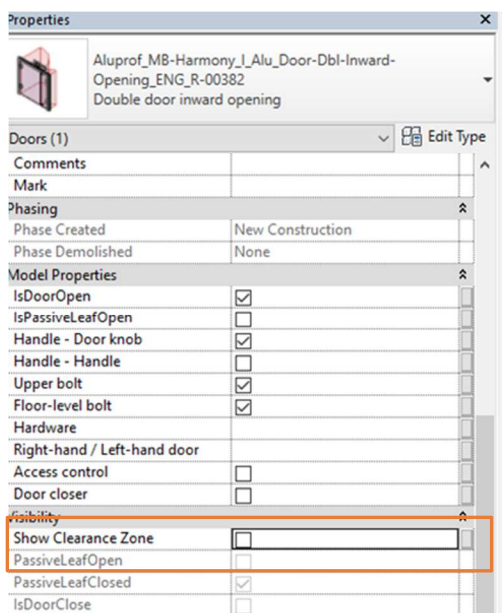 Properties
Aluprof_MB-Harmony_I_Alu_Door-Dbl-Inward-
Opening_ENG_R-00382
Double door inward opening
Doors (1)
Edit Type
Comments
Mark
Phasing
Phase Created New Construction
Phase Demolished None
Model Properties
IsDoorOpen
IsPassiveLeafOpen
Handle - Door knob
Handle - Handle
Upper bolt
Floor-level bolt
Hardware
Right-hand / Left-hand door
Access control
Door closer
Visibility
Show Clearance Zone
PassiveLeafOpen
PassiveLeafClosed
IsDoorClose